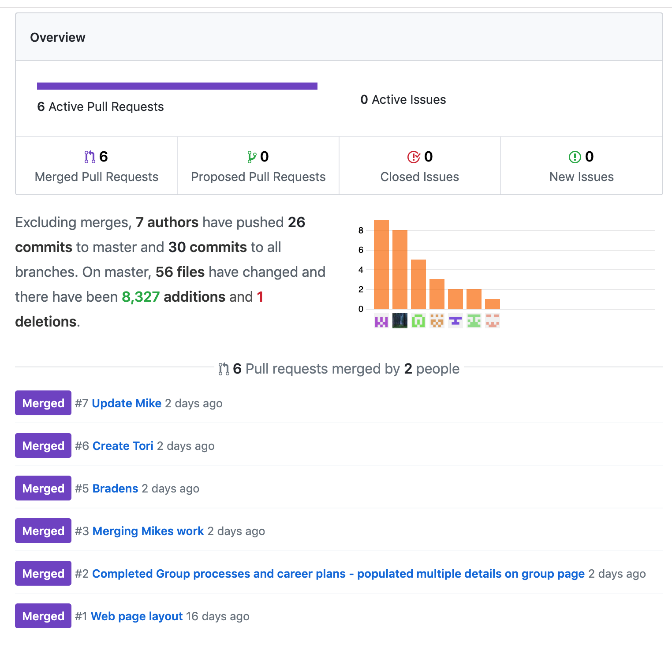 Overview
6 Active Pull Requests
0 Active Issues
6
Merged Pull Requests
0
Proposed Pull Requests
0
Closed Issues
0
New Issues
Excluding merges, 7 authors have pushed 26
commits to master and 30 commits to all
branches. On master, 56 files have changed and
there have been 8,327 additions and 1
deletions.
8
6
4
2
0
6 Pull requests merged by 2 people
Merged #7 Update Mike 2 days ago
Merged #6 Create Tori 2 days ago
Merged #5 Bradens 2 days ago
Merged #3 Merging Mikes work 2 days ago
Merged #2 Completed Group processes and career plans - populated multiple details on group page 2 days ago
Merged #1 Web page layout 16 days ago